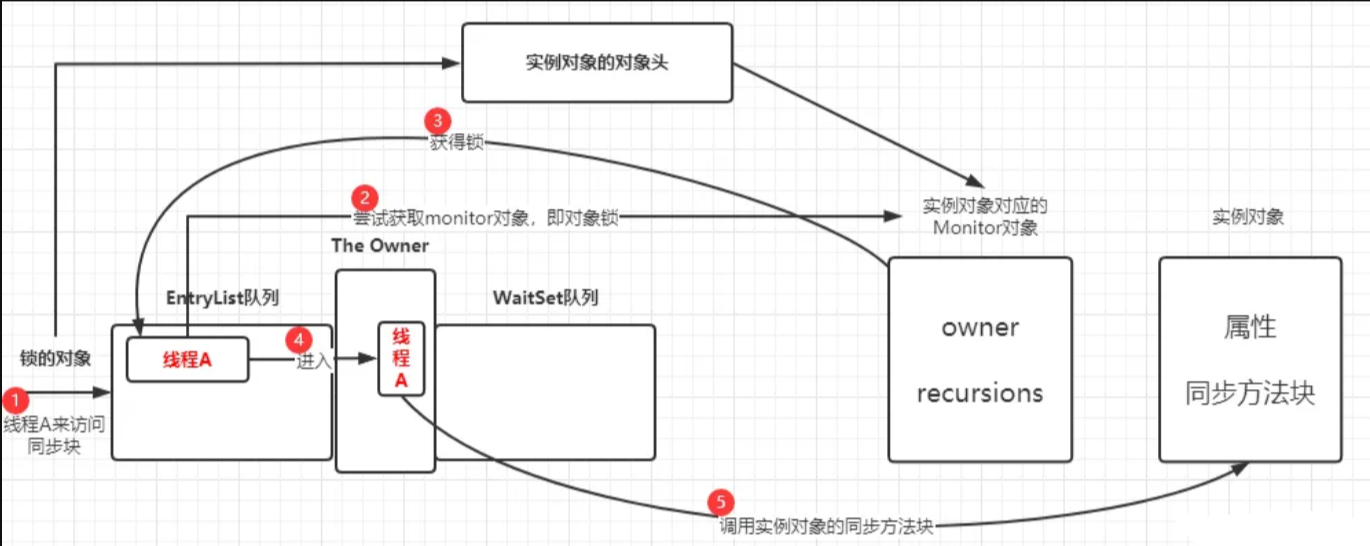 实例对象的对象头
3
获得锁
2
尝试获取monitor对象，即对象锁
实例对象对应的
Monitor对象
实例对象
The Owner
EntryList队列
WaitSet队列
锁的对象
线程A
4
进入
线
程
A
owner
recursions
属性
同步方法块
1
线程A来访问
同步块
5
调用实例对象的同步方法块